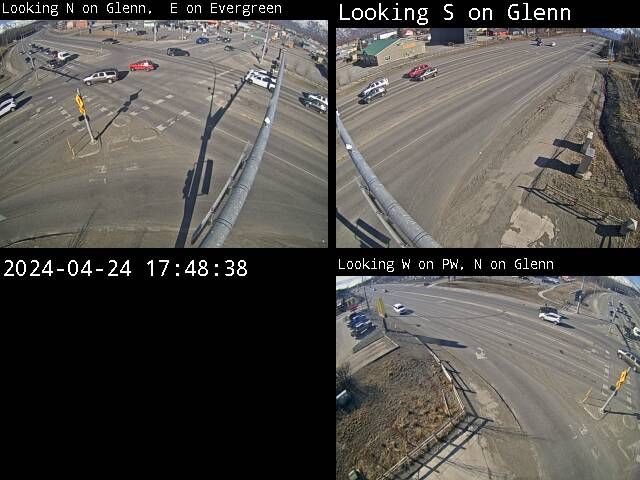 Looking N on Glenn,  E on Evergreen
Looking S on Glenn
2024-04-24 17:48:38
Looking W on PW, N on Glenn